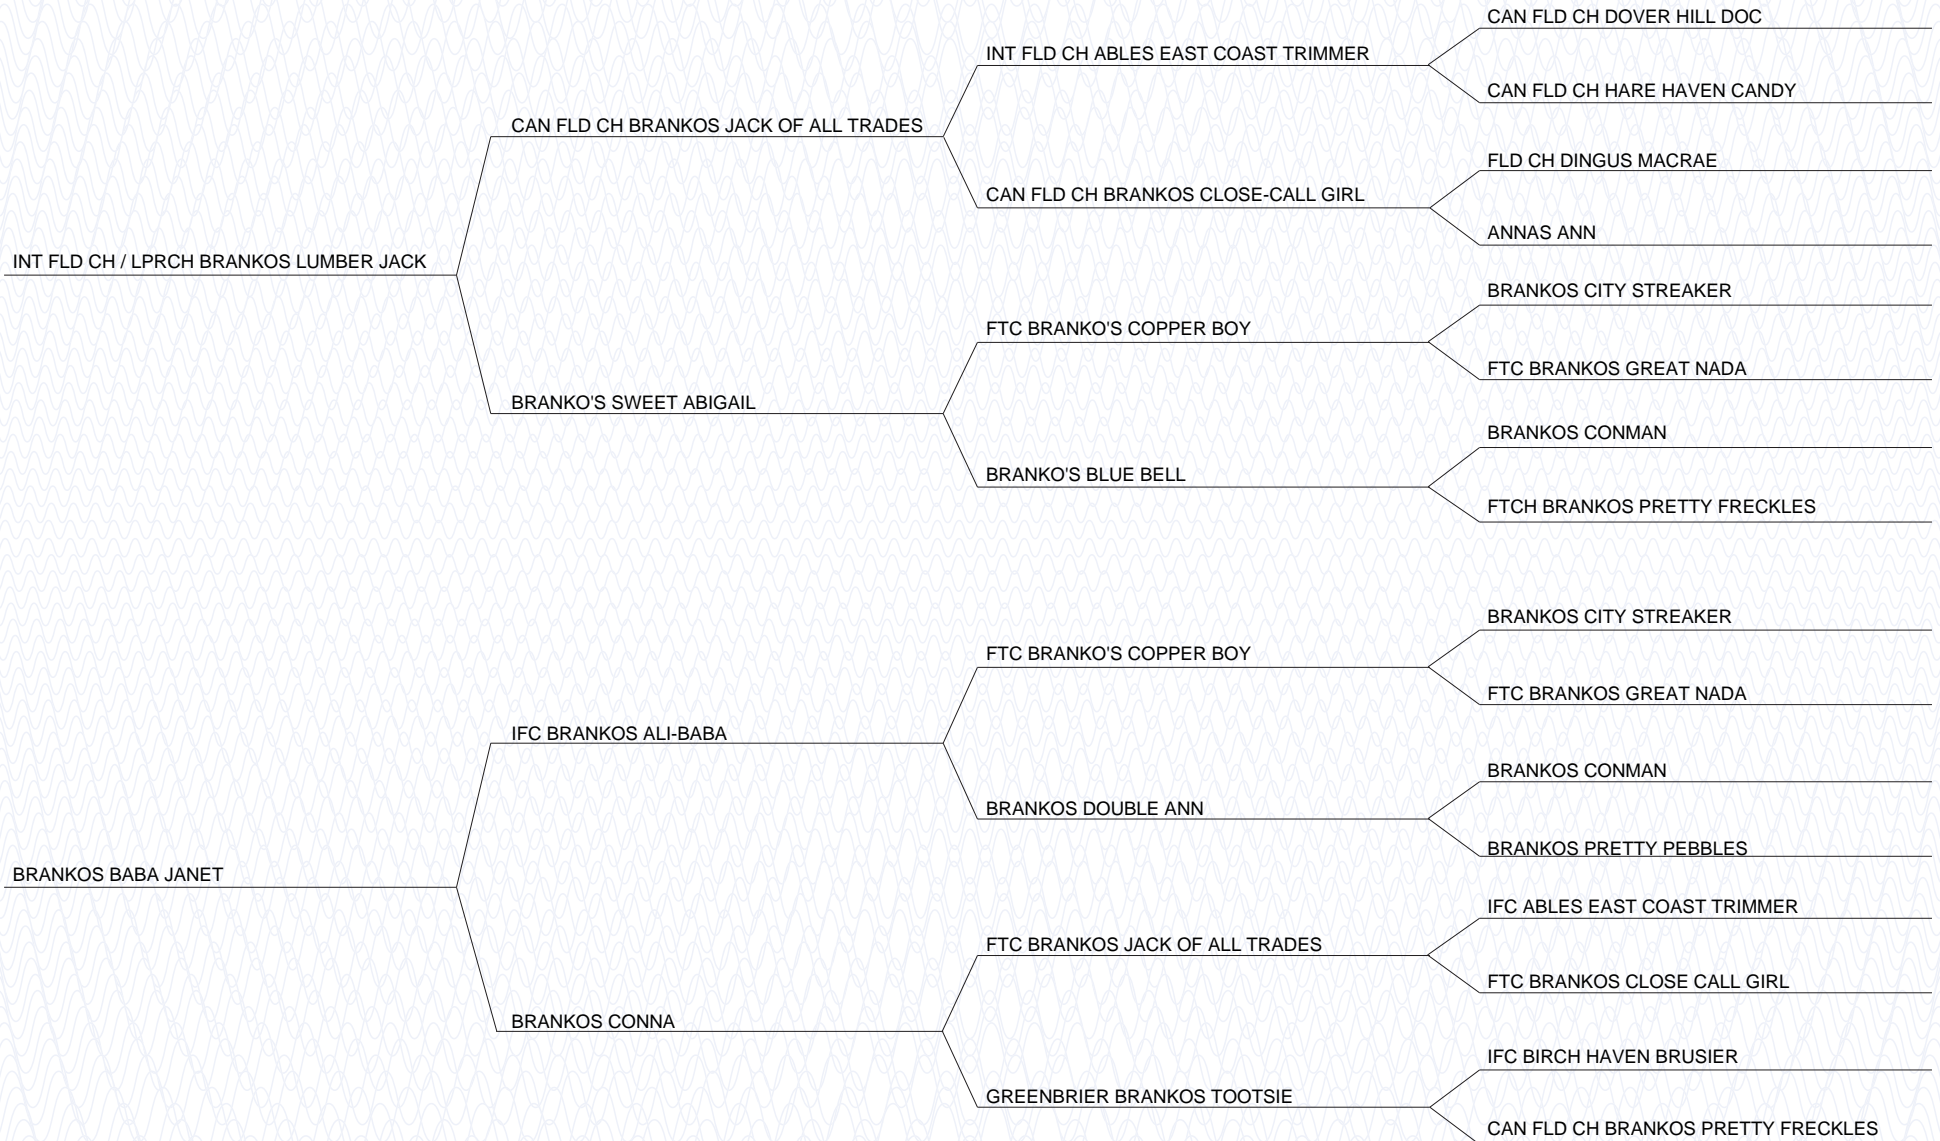 CAN FLD CH DOVER HILL DOC
INT FLD CH ABLES EAST COAST TRIMMER
CAN FLD CH HARE HAVEN CANDY
CAN FLD CH BRANKOS JACK OF ALL TRADES
FLD CH DINGUS MACRAE
CAN FLD CH BRANKOS CLOSE-CALL GIRL
ANNAS ANN
INT FLD CH / LPRCH BRANKOS LUMBER JACK
BRANKOS CITY STREAKER
FTC BRANKO'S COPPER BOY
FTC BRANKOS GREAT NADA
BRANKO'S SWEET ABIGAIL
BRANKOS CONMAN
BRANKO'S BLUE BELL
FTCH BRANKOS PRETTY FRECKLES
BRANKOS CITY STREAKER
FTC BRANKO'S COPPER BOY
FTC BRANKOS GREAT NADA
IFC BRANKOS ALI-BABA
BRANKOS CONMAN
BRANKOS DOUBLE ANN
BRANKOS PRETTY PEBBLES
BRANKOS BABA JANET
IFC ABLES EAST COAST TRIMMER
FTC BRANKOS JACK OF ALL TRADES
FTC BRANKOS CLOSE CALL GIRL
BRANKOS CONNA
IFC BIRCH HAVEN BRUSIER
GREENBRIER BRANKOS TOOTSIE
CAN FLD CH BRANKOS PRETTY FRECKLES